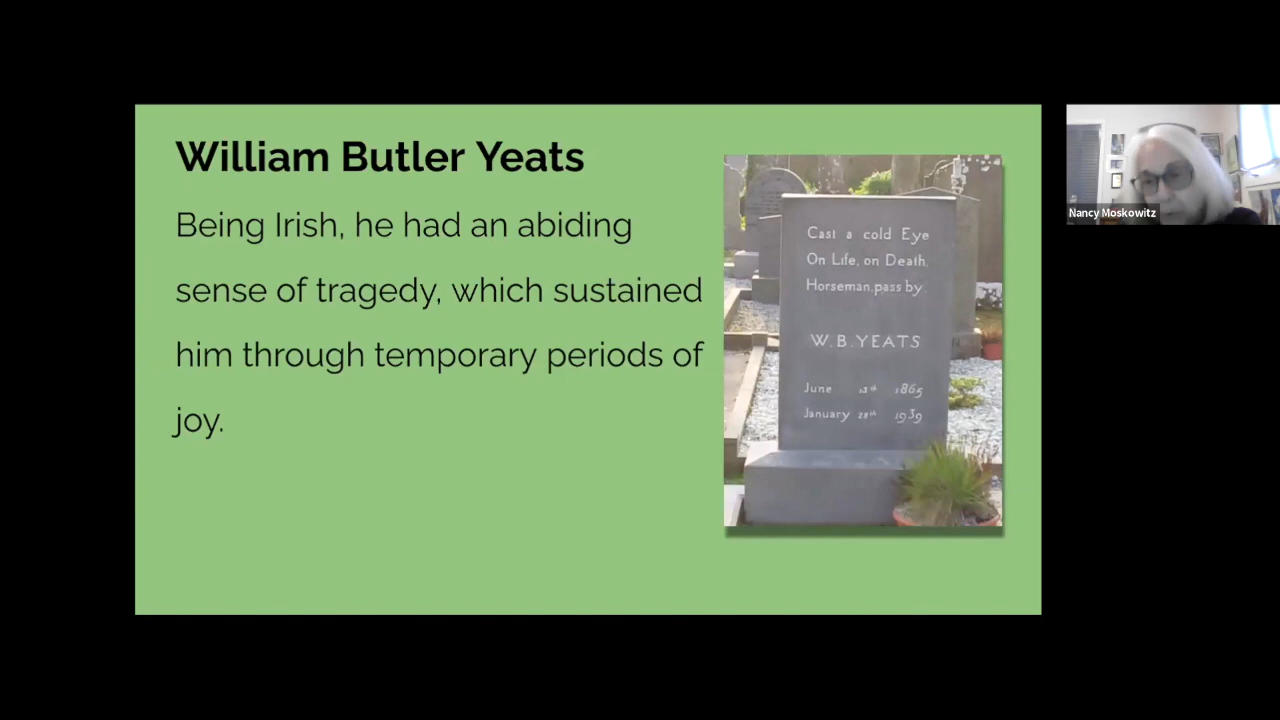 William Butler Yeats
Being Irish, he had an abiding
sense of tragedy, which sustained
him through temporary periods of
joy.
Cast a cold Eye
On Life, on Death.
Horseman, pass by.
W. B. YEATS
June 13th 1865
January 28th 1939
Nancy Moskowitz